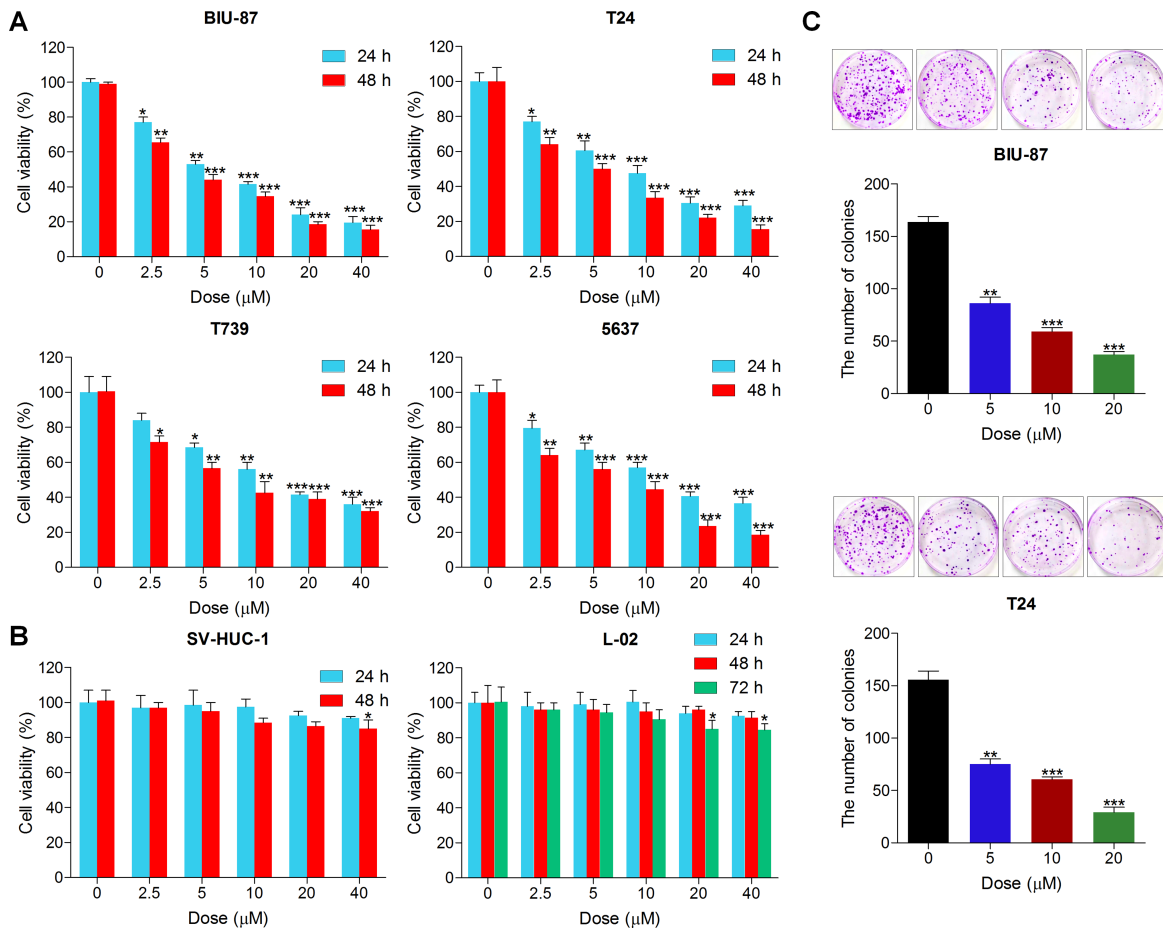 A
BIU-87
24 h
48 h
Cell viability (%)
120
100
80
60
40
20
0
* ** ** *** *** *** *** *** *** ***
0 2.5 5 10 20 40
Dose (μM)
T24
24 h
48 h
Cell viability (%)
120
100
80
60
40
20
0
* ** ** *** *** *** *** *** *** ***
0 2.5 5 10 20 40
Dose (μM)
T739
24 h
48 h
Cell viability (%)
120
100
80
60
40
20
0
* * ** ** ** *** *** *** ***
0 2.5 5 10 20 40
Dose (μM)
5637
24 h
48 h
Cell viability (%)
120
100
80
60
40
20
0
* ** ** *** *** *** *** *** *** ***
0 2.5 5 10 20 40
Dose (μM)
B
SV-HUC-1
24 h
48 h
Cell viability (%)
120
100
80
60
40
20
0
*
0 2.5 5 10 20 40
Dose (μM)
L-02
24 h
48 h
72 h
Cell viability (%)
120
100
80
60
40
20
0
* *
0 2.5 5 10 20 40
Dose (μM)
C
BIU-87
The number of colonies
200
150
100
50
0
** *** ***
0 5 10 20
Dose (μM)
T24
The number of colonies
200
150
100
50
0
** *** ***
0 5 10 20
Dose (μM)